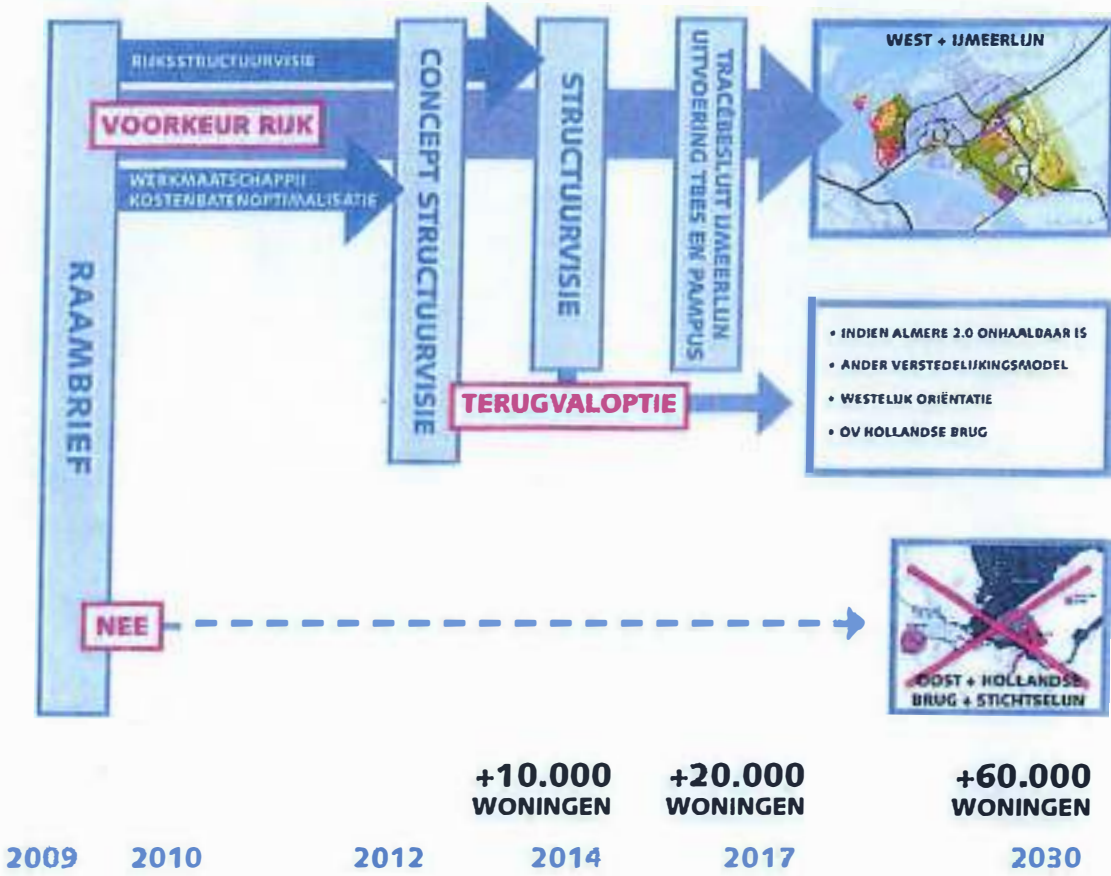 RAAMBRIEF
RIJKSSTRUCTUURVISIE
VOORKEUR RIJK
WERKMAATSCHAPPIJ
KOSTENBATENOPTIMALISATIE
CONCEPT STRUCTUURVISIE
STRUCTUURVISIE
TRACÉBESLUIT IJMEERLIJN
UITVOERING TBES EN PAMPUS
WEST + IJMEERLIJN
TERUGVALOPTIE
• INDIEN ALMERE 2.0 ONHAALBAAR IS
• ANDER VERSTEDELIJKINGSMODEL
• WESTELIJK ORIËNTATIE
• OV HOLLANDSE BRUG
NEE
OOST + HOLLANDSE
BRUG + STICHTSELIJN
+10.000
WONINGEN
+20.000
WONINGEN
+60.000
WONINGEN
2009 2010 2012 2014 2017 2030